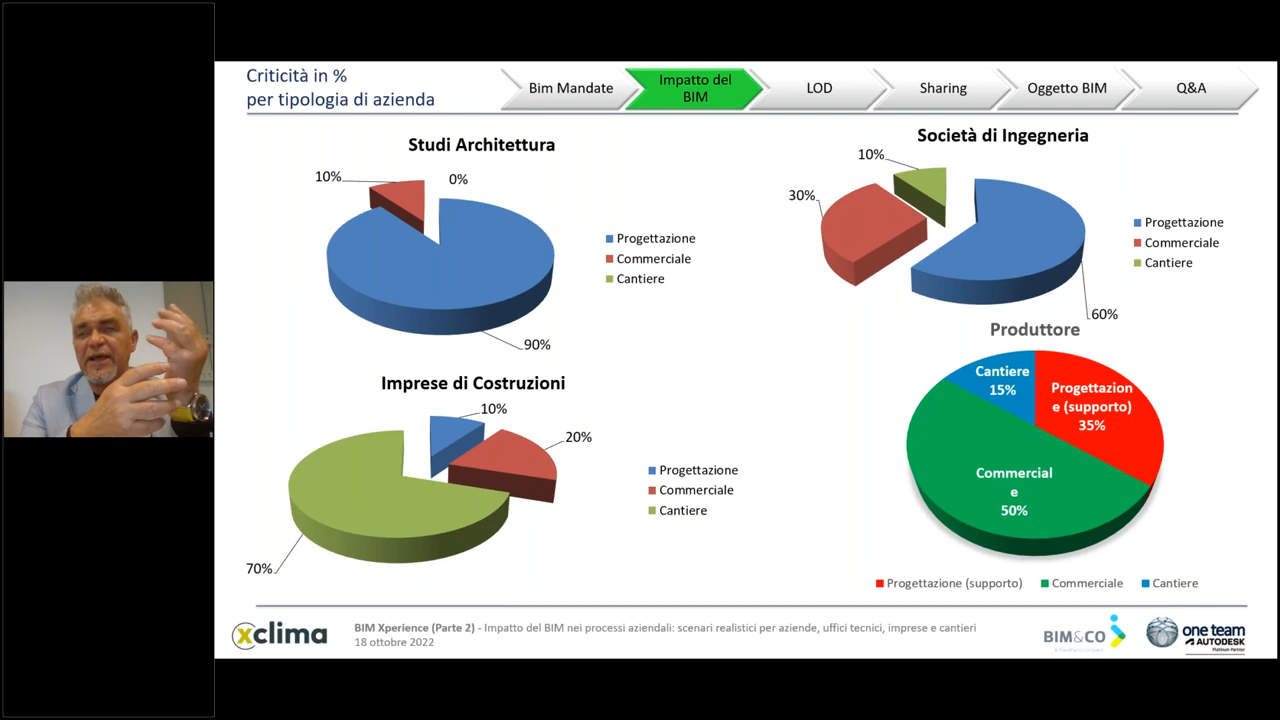 Criticità in %
per tipologia di azienda
Bim Mandate
Impatto del
BIM
LOD
Sharing
Oggetto BIM
Q&A
Studi Architettura
10%
0%
90%
Progettazione
Commerciale
Cantiere
Società di Ingegneria
10%
30%
60%
Progettazione
Commerciale
Cantiere
Imprese di Costruzioni
10%
20%
70%
Progettazione
Commerciale
Cantiere
Produttore
Cantiere
15%
Progettazion
e (supporto)
35%
Commercial
e
50%
Progettazione (supporto)
Commerciale
Cantiere
xclima
BIM Xperience (Parte 2) - Impatto del BIM nei processi aziendali: scenari realistici per aziende, uffici tecnici, imprese e cantieri
18 ottobre 2022
BIM&CO
one team
AUTODESK
Platinum Partner